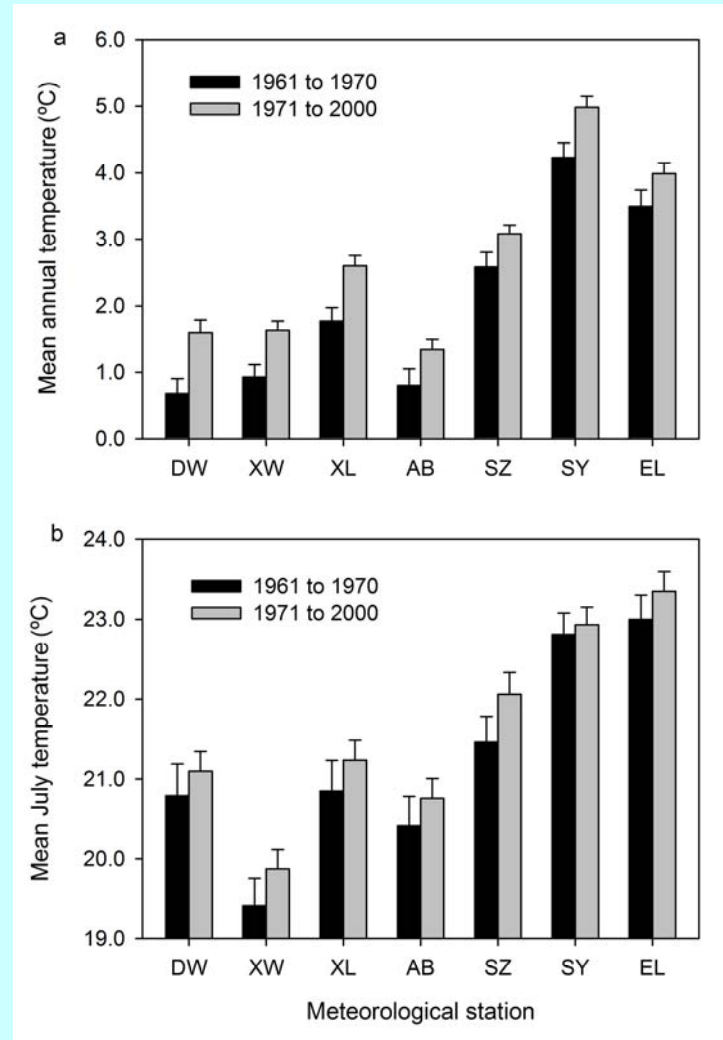 a
Mean annual temperature (ºC)
6.0
5.0
4.0
3.0
2.0
1.0
0.0
1961 to 1970
1971 to 2000
DW XW XL AB SZ SY EL
b
Mean July temperature (ºC)
24.0
23.0
22.0
21.0
20.0
19.0
1961 to 1970
1971 to 2000
DW XW XL AB SZ SY EL
Meteorological station